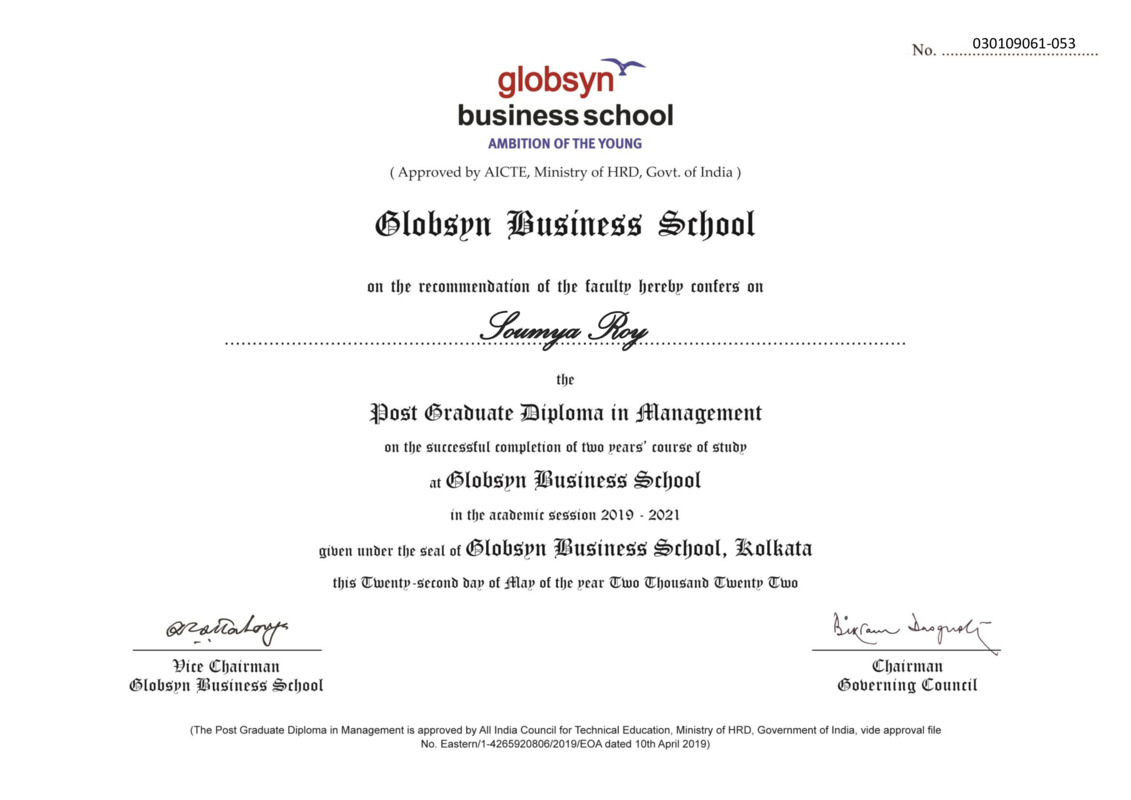 No. 030109061-053
globsyn
business school
AMBITION OF THE YOUNG
( Approved by AICTE, Ministry of HRD, Govt. of India )
Globsyn Business School
on the recommendation of the faculty hereby confers on
Soumya Roy
the
Post Graduate Diploma in Management
on the successful completion of two years' course of study
at Globsyn Business School
in the academic session 2019 - 2021
given under the seal of Globsyn Business School, Kolkata
this Twenty-second day of May of the year Two Thousand Twenty Two
Vice Chairman
Globsyn Business School
Chairman
Governing Council
(The Post Graduate Diploma in Management is approved by All India Council for Technical Education, Ministry of HRD, Government of India, vide approval file
No. Eastern/1-4265920806/2019/EOA dated 10th April 2019)